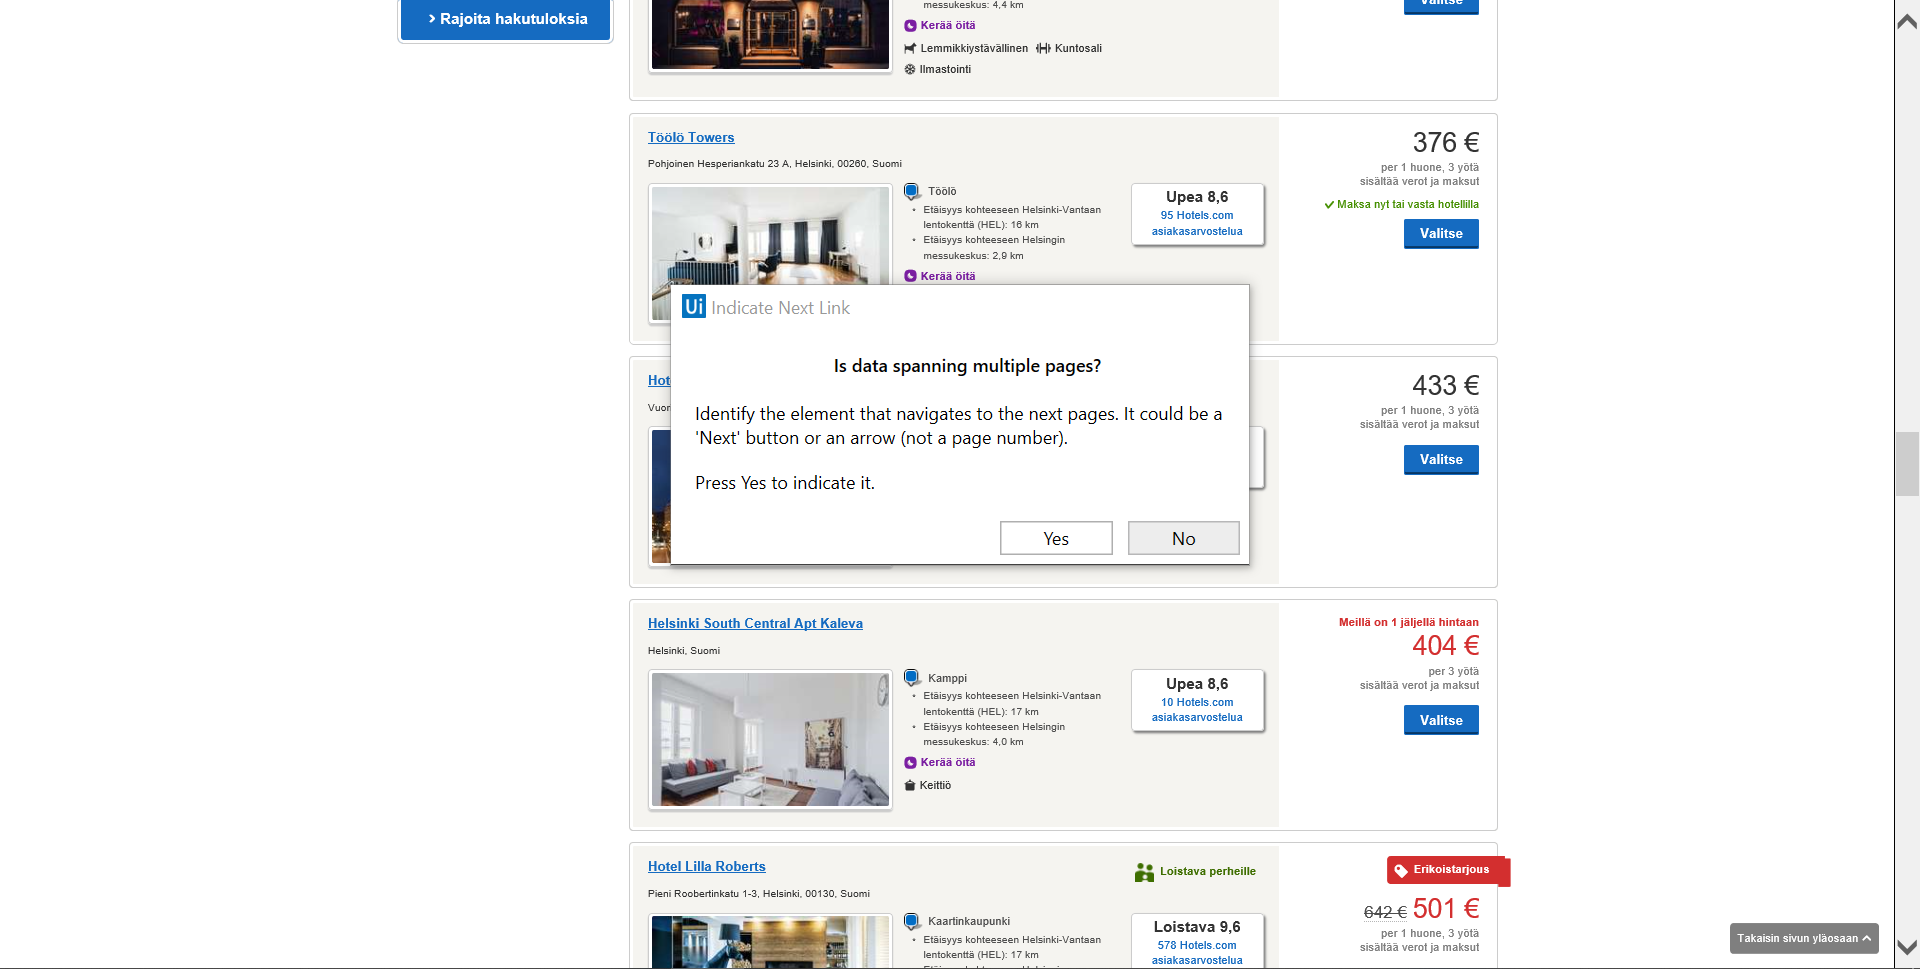 Rajoita hakutuloksia
messukeskus: 4,4 km
Kerää öitä
Lemmikkiystävällinen Kuntosali
Ilmastointi
Valitse
Töölö Towers
Pohjoinen Hesperiankatu 23 A, Helsinki, 00260, Suomi
Töölö
• Etäisyys kohteeseen Helsinki-Vantaan
lentokenttä (HEL): 16 km
• Etäisyys kohteeseen Helsingin
messukeskus: 2,9 km
Kerää öitä
Upea 8,6
95 Hotels.com
asiakasarvostelua
376 €
per 1 huone, 3 yötä
sisältää verot ja maksut
Maksa nyt tai vasta hotellilla
Valitse
Ui Indicate Next Link
Is data spanning multiple pages?
Identify the element that navigates to the next pages. It could be a
'Next' button or an arrow (not a page number).
Press Yes to indicate it.
Yes
No
433 €
per 1 huone, 3 yötä
sisältää verot ja maksut
Valitse
Helsinki South Central Apt Kaleva
Helsinki, Suomi
Kamppi
• Etäisyys kohteeseen Helsinki-Vantaan
lentokenttä (HEL): 17 km
• Etäisyys kohteeseen Helsingin
messukeskus: 4,0 km
Kerää öitä
Keittiö
Upea 8,6
10 Hotels.com
asiakasarvostelua
Meillä on 1 jäljellä hintaan
404 €
per 3 yötä
sisältää verot ja maksut
Valitse
Hotel Lilla Roberts
Pieni Roobertinkatu 1-3, Helsinki, 00130, Suomi
Kaartinkaupunki
• Etäisyys kohteeseen Helsinki-Vantaan
lentokenttä (HEL): 17 km
Loistava perheille
Loistava 9,6
578 Hotels.com
asiakasarvostelua
Erikoistarjous
642 € 501 €
per 1 huone, 3 yötä
sisältää verot ja maksut
Takaisin sivun yläosaan